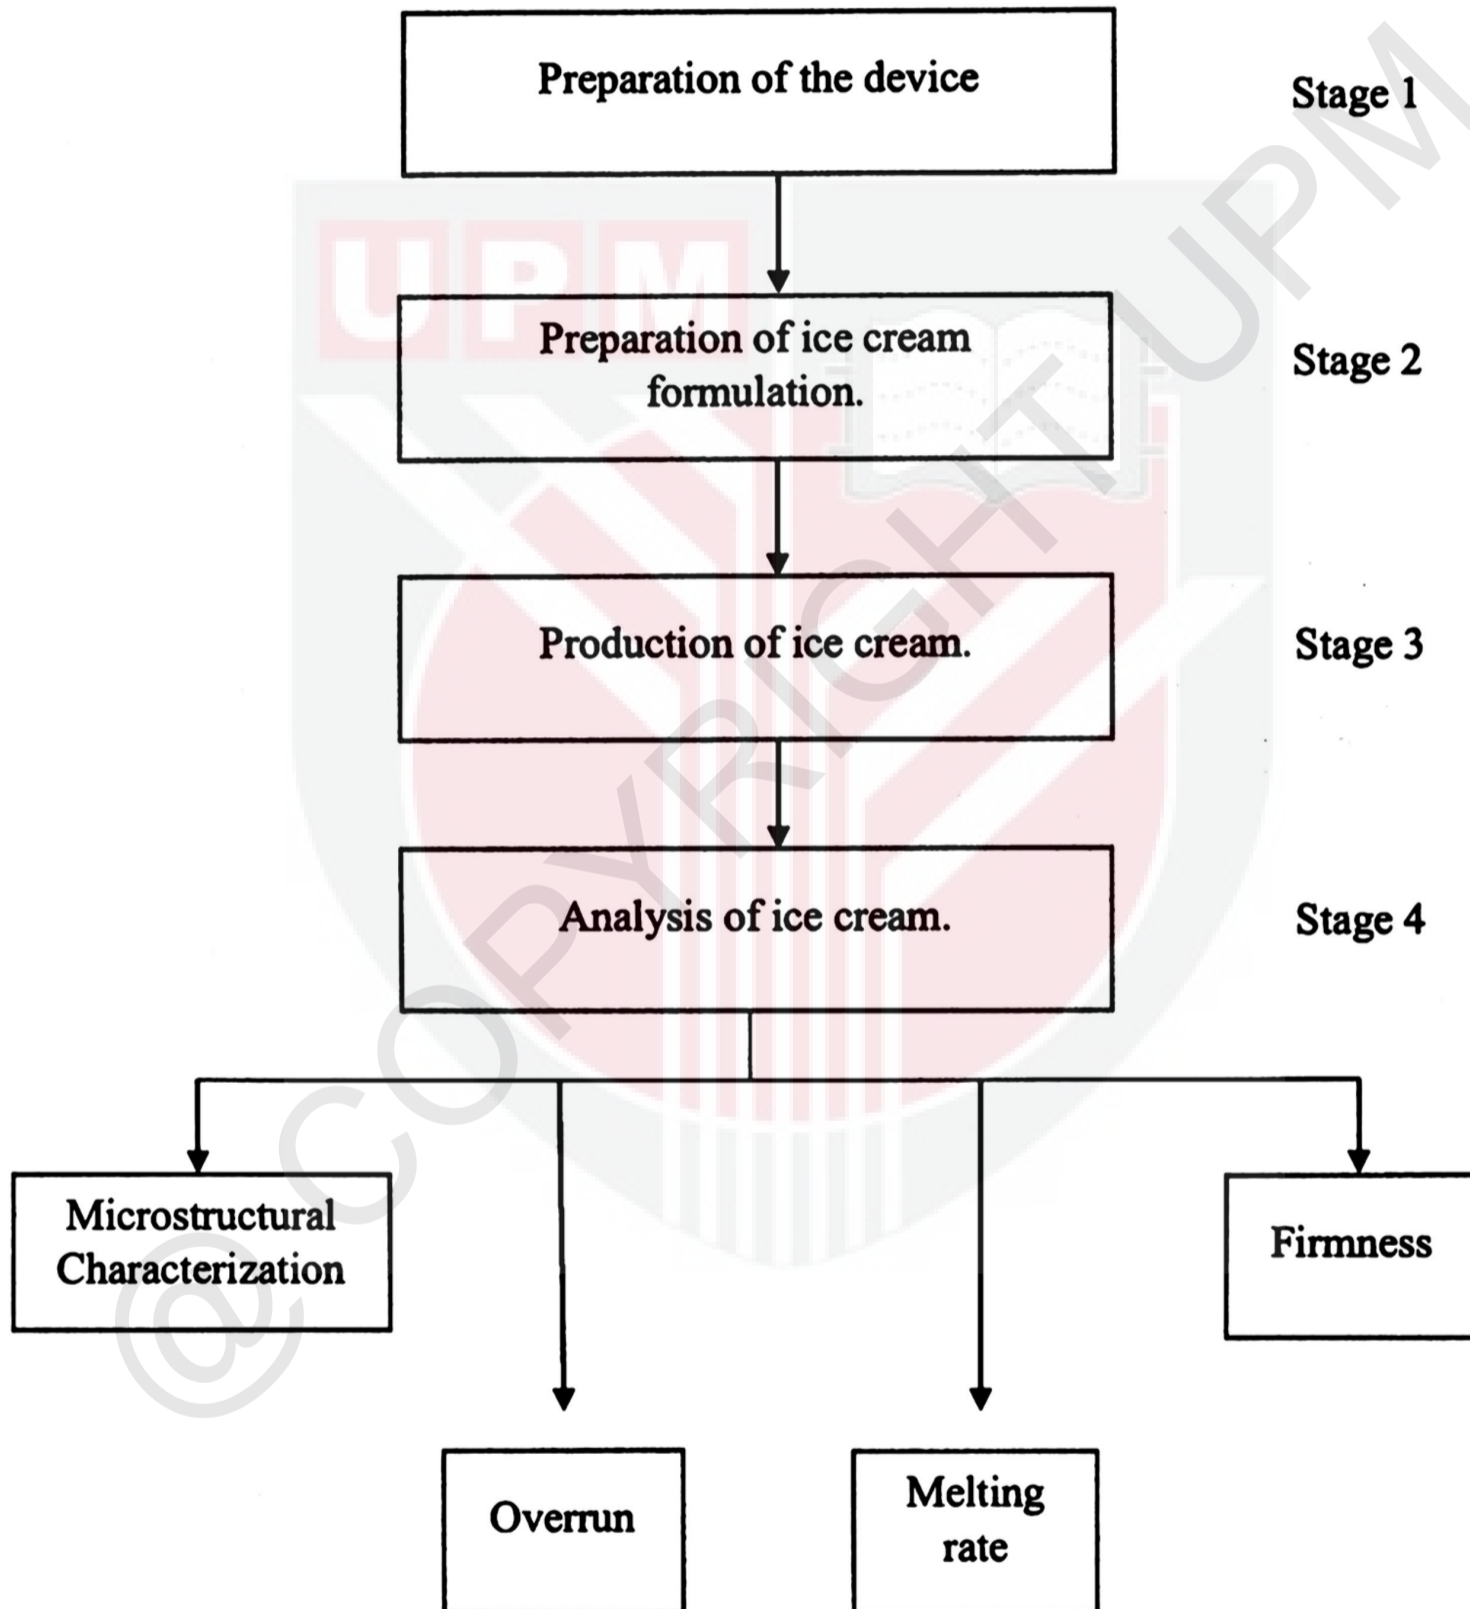 Preparation of the device
Stage 1
UPM
Preparation of ice cream
formulation.
Stage 2
Production of ice cream.
Stage 3
Analysis of ice cream.
Stage 4
Microstructural
Characterization
Firmness
Overrun
Melting
rate
@ COPYRIGHT UPM